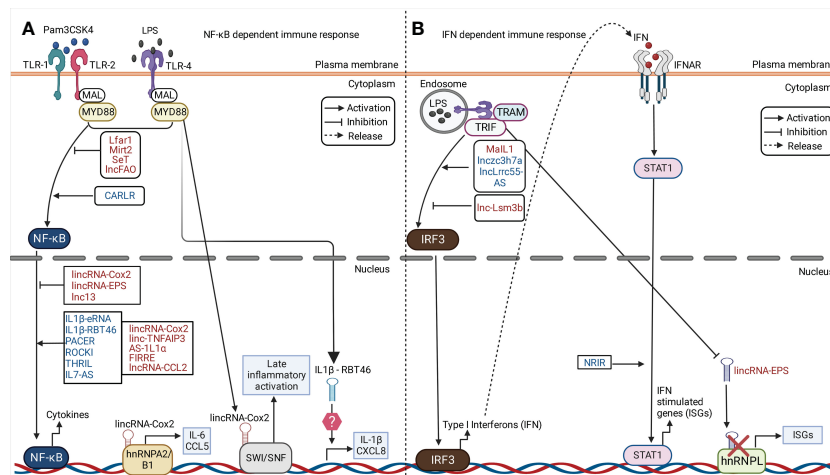 A
Pam3CSK4
LPS
NF-κB dependent immune response
TLR-1
TLR-2
TLR-4
Plasma membrane
Cytoplasm
MAL
MYD88
MAL
MYD88
Activation
Inhibition
Release
Lfar1
Mirt2
SeT
lncFAO
CARLR
NF-κB
Nucleus
lincRNA-Cox2
lincRNA-EPS
lnc13
IL1β-eRNA
IL1β-RBT46
PACER
ROCKI
THRIL
IL7-AS
lincRNA-Cox2
linc-TNFAIP3
AS-1L1α
FIRRE
lncRNA-CCL2
Late
inflammatory
activation
IL1β - RBT46
Cytokines
lincRNA-Cox2
IL-6
CCL5
lincRNA-Cox2
?
IL-1β
CXCL8
NF-κB
hnRNPA2/
B1
SWI/SNF
B
IFN dependent immune response
IFN
IFNAR
Plasma membrane
Cytoplasm
Endosome
LPS
TRAM
TRIF
Activation
Inhibition
Release
MalL1
lnczc3h7a
lncLrrc55-
AS
lnc-Lsm3b
STAT1
IRF3
Nucleus
NRIR
lincRNA-EPS
IFN
stimulated
genes (ISGs)
Type I Interferons (IFN)
ISGs
IRF3
STAT1
hnRNPL